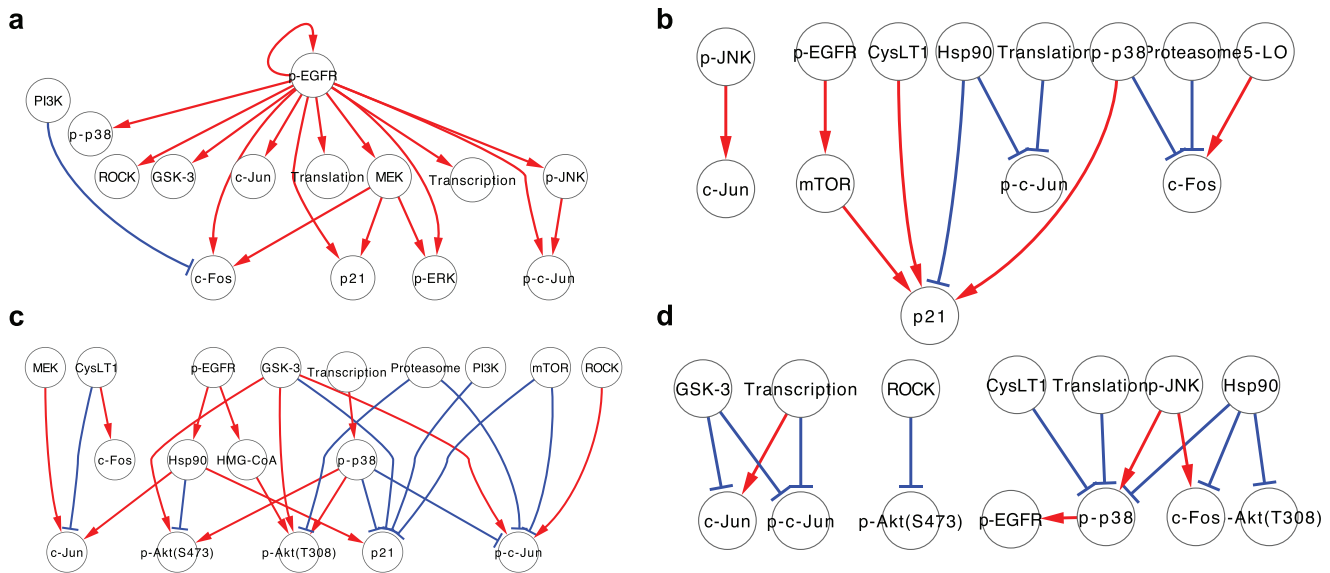 a
p-EGFR
PI3K
p-p38
ROCK
GSK-3
c-Jun
Translation
MEK
Transcription
p-JNK
c-Fos
p21
p-ERK
p-c-Jun
b
p-JNK
p-EGFR
CysLT1
Hsp90
Translation
p-p38
Proteasome
5-LO
c-Jun
mTOR
p-c-Jun
c-Fos
p21
c
MEK
CysLT1
p-EGFR
GSK-3
Transcription
Proteasome
PI3K
mTOR
ROCK
c-Fos
Hsp90
HMG-CoA
p-p38
c-Jun
p-Akt(S473)
p-Akt(T308)
p21
p-c-Jun
d
GSK-3
Transcription
ROCK
CysLT1
Translation
p-JNK
Hsp90
c-Jun
p-c-Jun
p-Akt(S473)
p-EGFR
p-p38
c-Fos
-Akt(T308)